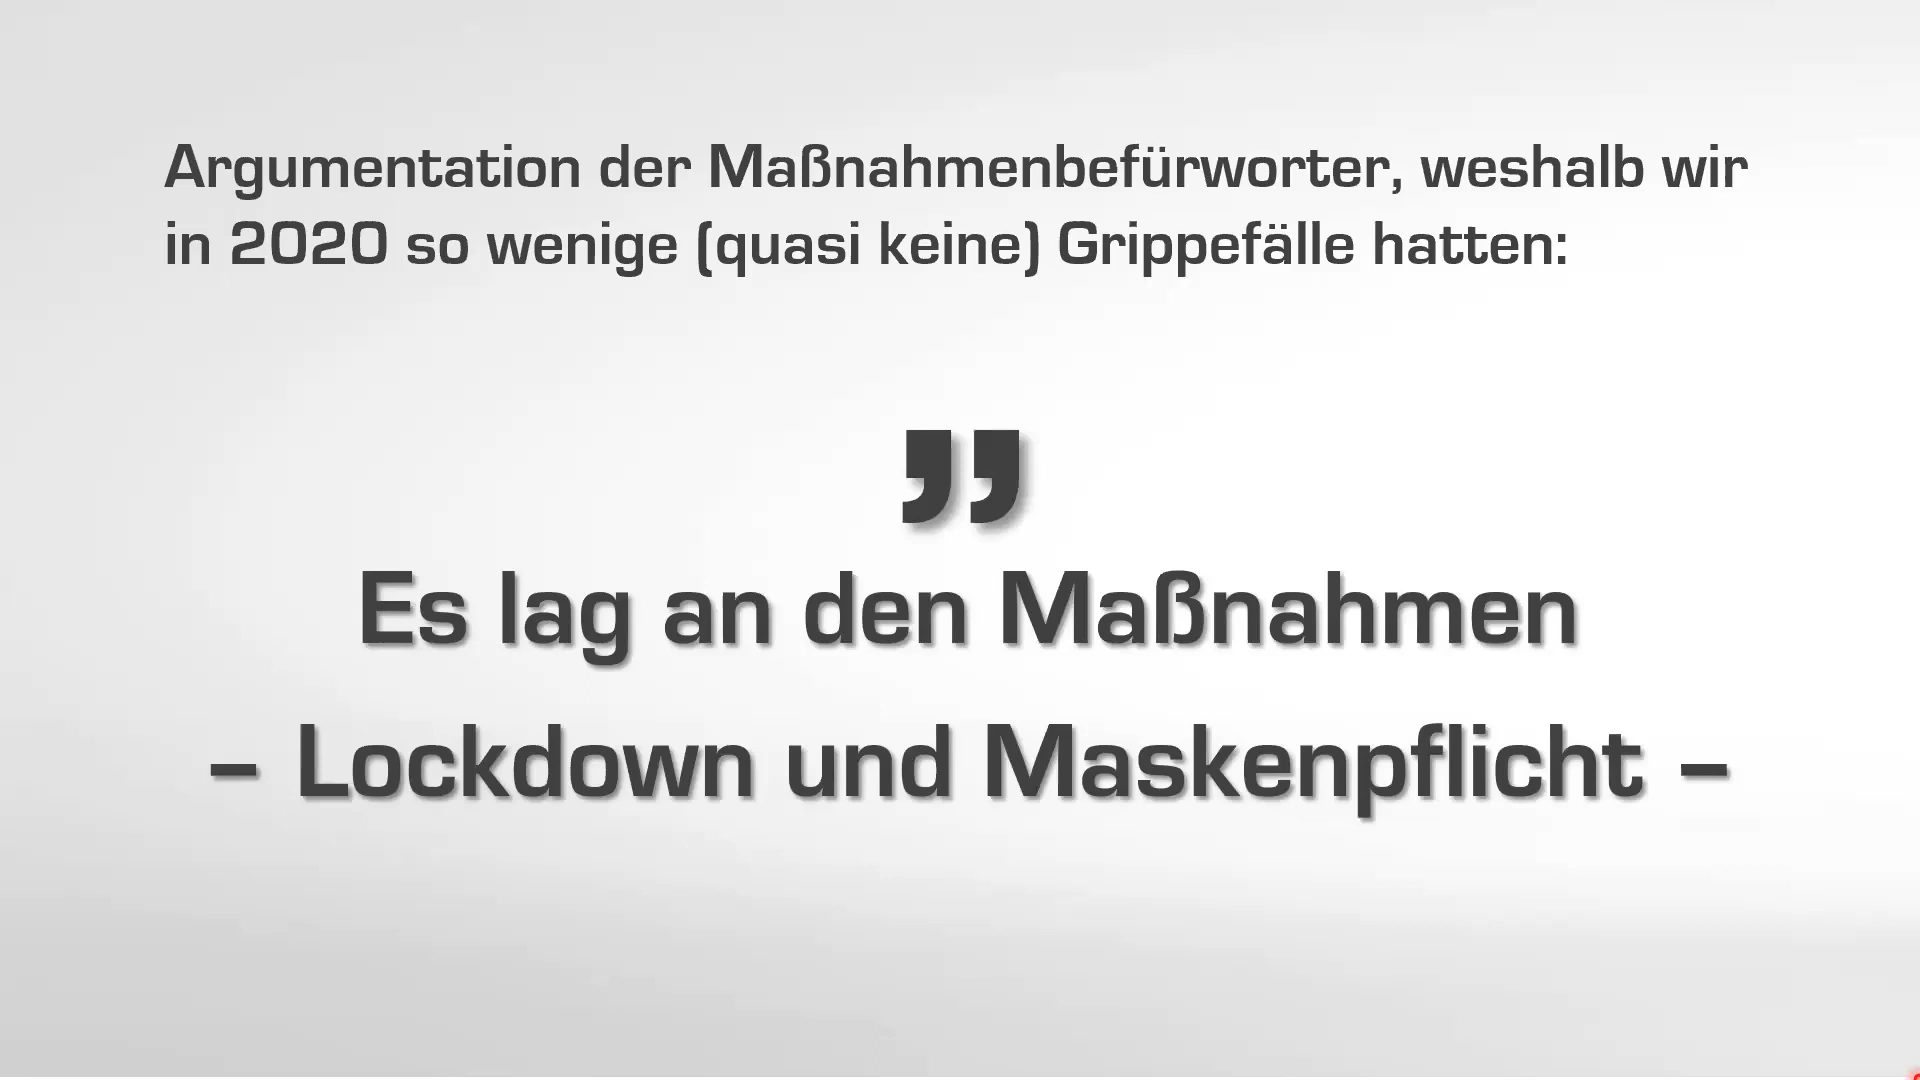 Argumentation der Maßnahmenbefürworter, weshalb wir
in 2020 so wenige (quasi keine) Grippefälle hatten:
”
Es lag an den Maßnahmen
– Lockdown und Maskenpflicht –